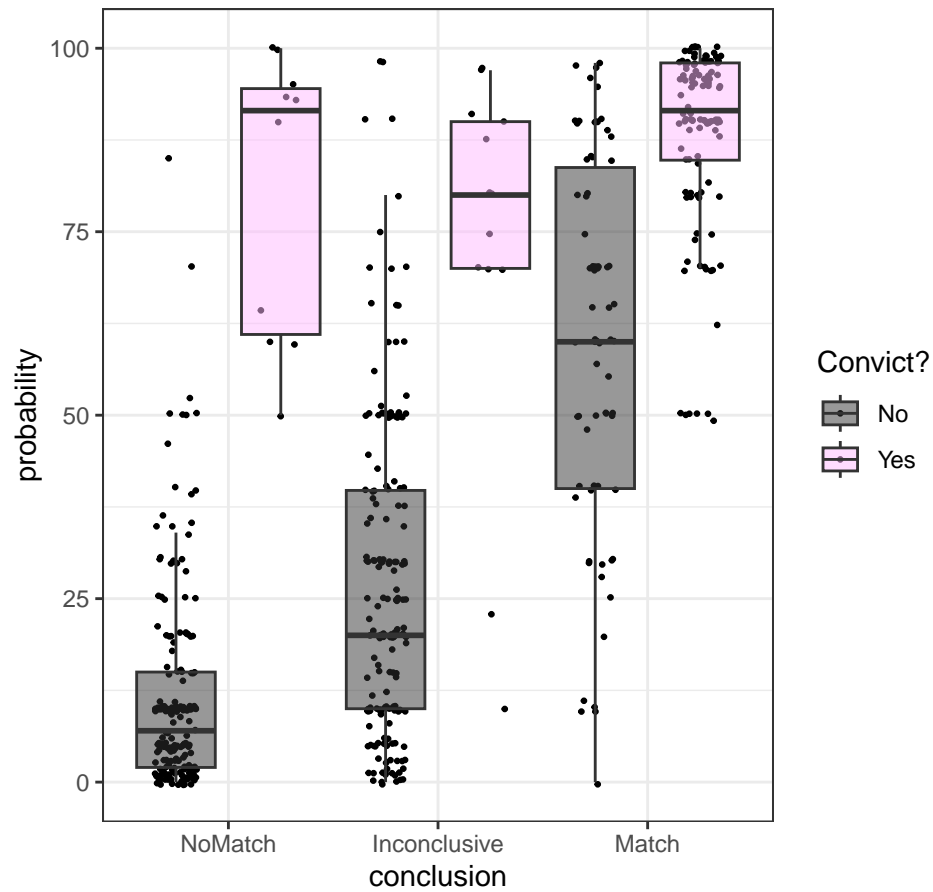 100
75
50
25
0
probability
NoMatch
Inconclusive
Match
conclusion
Convict?
No
Yes